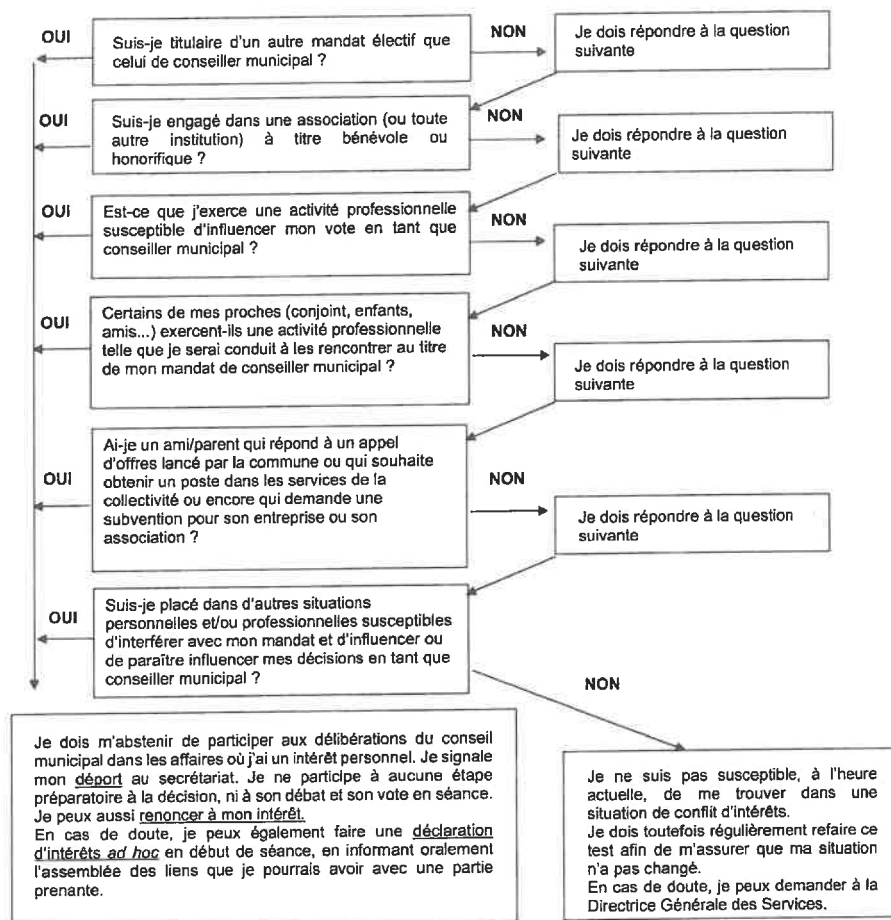 OUI
Suis-je titulaire d'un autre mandat électif que
celui de conseiller municipal ?
NON
Je dois répondre à la question
suivante
OUI
Suis-je engagé dans une association (ou toute
autre institution) à titre bénévole ou
honorifique ?
NON
Je dois répondre à la question
suivante
OUI
Est-ce que j'exerce une activité professionnelle
susceptible d'influencer mon vote en tant que
conseiller municipal ?
NON
Je dois répondre à la question
suivante
OUI
Certains de mes proches (conjoint, enfants,
amis...) exercent-ils une activité professionnelle
telle que je serai conduit à les rencontrer au titre
de mon mandat de conseiller municipal ?
NON
Je dois répondre à la question
suivante
OUI
Ai-je un ami/parent qui répond à un appel
d'offres lancé par la commune ou qui souhaite
obtenir un poste dans les services de la
collectivité ou encore qui demande une
subvention pour son entreprise ou son
association ?
NON
Je dois répondre à la question
suivante
OUI
Suis-je placé dans d'autres situations
personnelles et/ou professionnelles susceptibles
d'interférer avec mon mandat et d'influencer ou
de paraître influencer mes décisions en tant que
conseiller municipal ?
NON
Je dois m'abstenir de participer aux délibérations du conseil
municipal dans les affaires où j'ai un intérêt personnel. Je signale
mon déport au secrétariat. Je ne participe à aucune étape
préparatoire à la décision, ni à son débat et son vote en séance.
Je peux aussi renoncer à mon intérêt.
En cas de doute, je peux également faire une déclaration
d'intérêts ad hoc en début de séance, en informant oralement
l'assemblée des liens que je pourrais avoir avec une partie
prenante.
Je ne suis pas susceptible, à l'heure
actuelle, de me trouver dans une
situation de conflit d'intérêts.
Je dois toutefois régulièrement refaire ce
test afin de m'assurer que ma situation
n'a pas changé.
En cas de doute, je peux demander à la
Directrice Générale des Services.